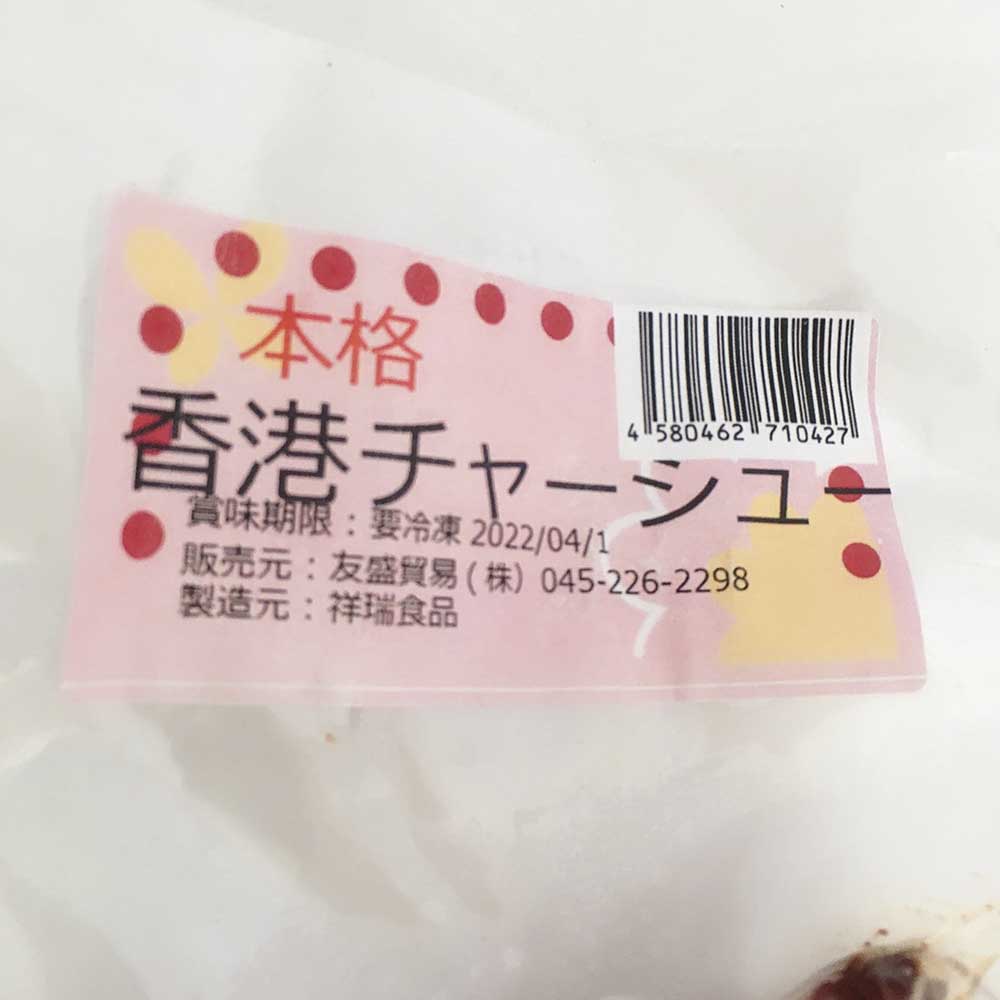 本格
香港チャーシュー
4 580462 710427
賞味期限：要冷凍 2022/04/1
販売元：友盛貿易(株) 045-226-2298
製造元：祥瑞食品